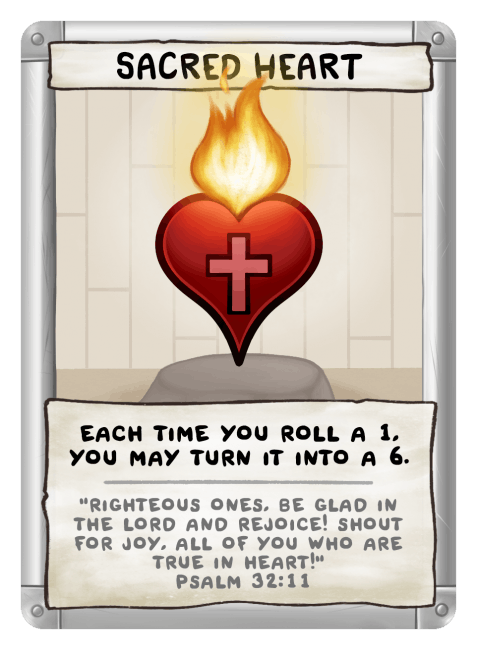 SACRED HEART
EACH TIME YOU ROLL A 1,
YOU MAY TURN IT INTO A 6.
"RIGHTEOUS ONES, BE GLAD IN
THE LORD AND REJOICE! SHOUT
FOR JOY, ALL OF YOU WHO ARE
TRUE IN HEART!"
PSALM 32:11